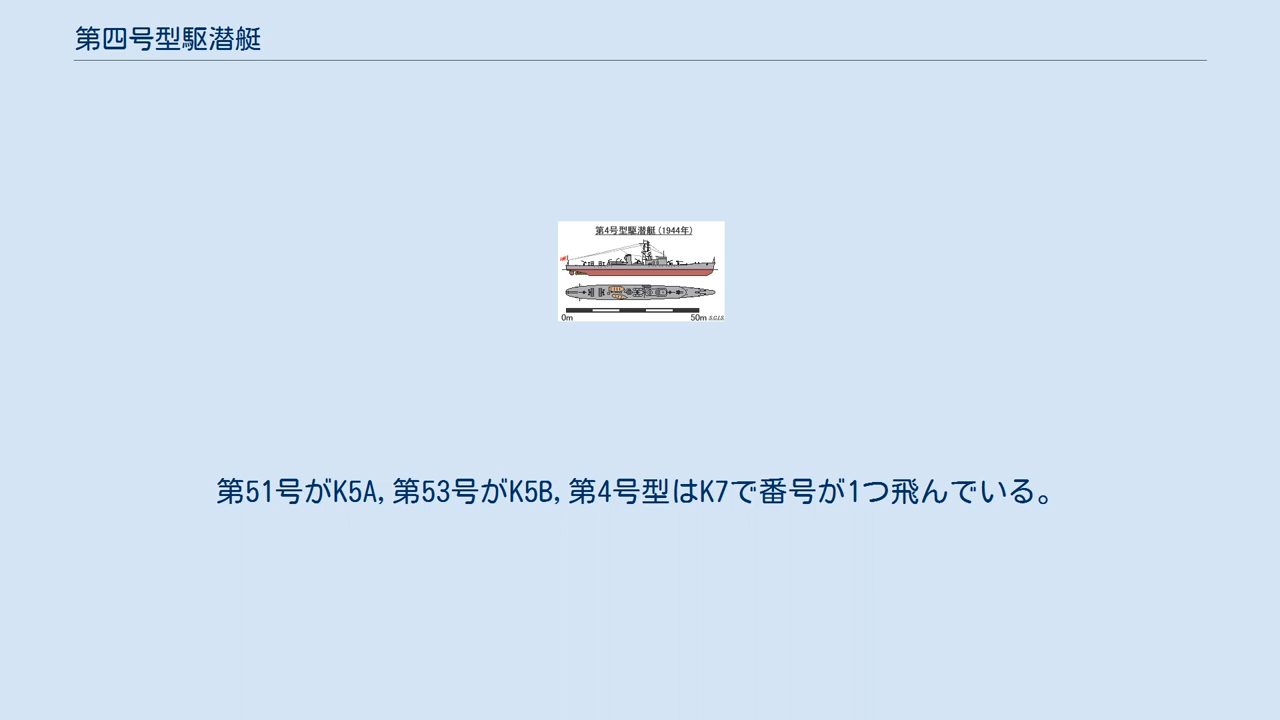 第四号型駆潜艇
第4号型駆潜艇 (1944年)
0m 50m
第51号がK5A, 第53号がK5B, 第4号型はK7で番号が1つ飛んでいる。